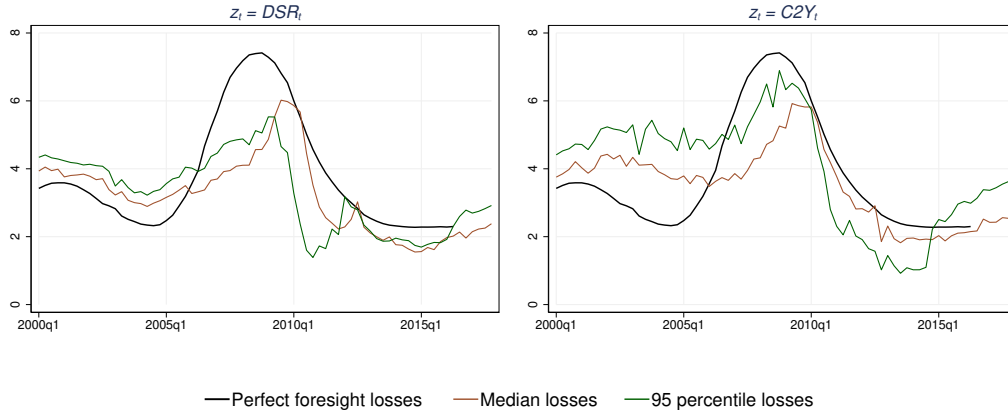 zₜ = DSRₜ
zₜ = C2Yₜ
8
6
4
2
0
2000q1 2005q1 2010q1 2015q1
8
6
4
2
0
2000q1 2005q1 2010q1 2015q1
Perfect foresight losses Median losses 95 percentile losses